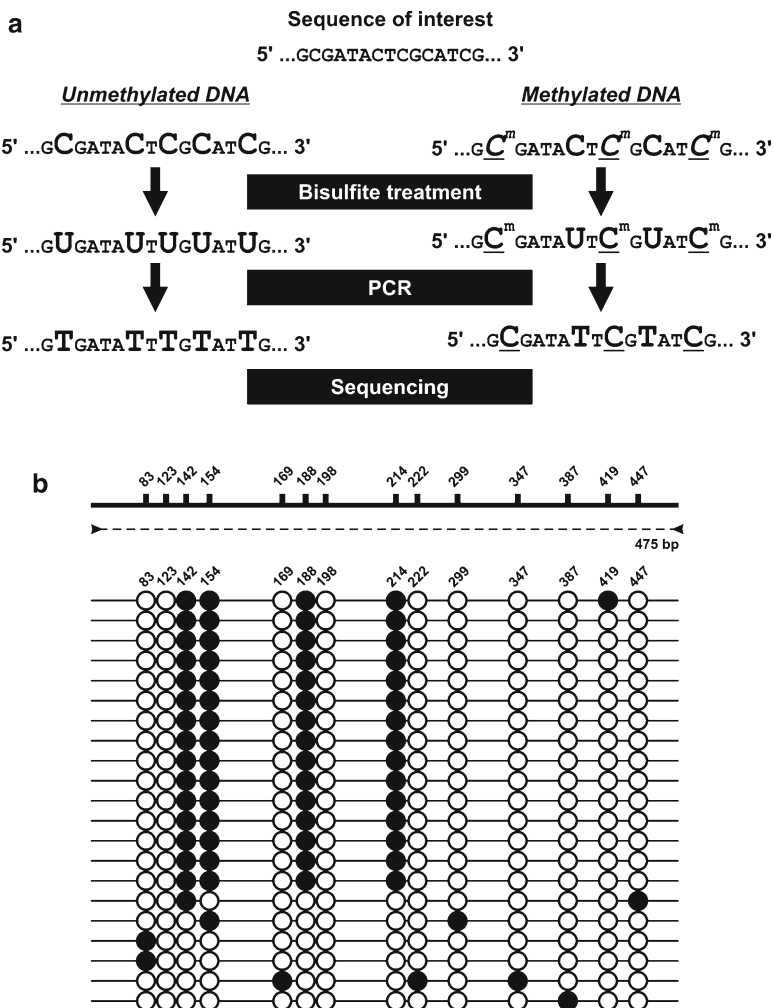 a
Sequence of interest
5' ...GCGATACTCGCATCG... 3'
Unmethylated DNA Methylated DNA
5' ...GCGATACTCGCATCG... 3' 5' ...GCᵐGATACTCᵐGCATCᵐG... 3'
Bisulfite treatment
5' ...GUGATAUTUGUATUG... 3' 5' ...GCᵐGATAUTCᵐGUATCᵐG... 3'
PCR
5' ...GTGATATTTGTATTG... 3' 5' ...GCGATATTCGTATCG... 3'
Sequencing
b
83 123 142 154 169 188 198 214 222 299 347 387 419 447
475 bp
83 123 142 154 169 188 198 214 222 299 347 387 419 447